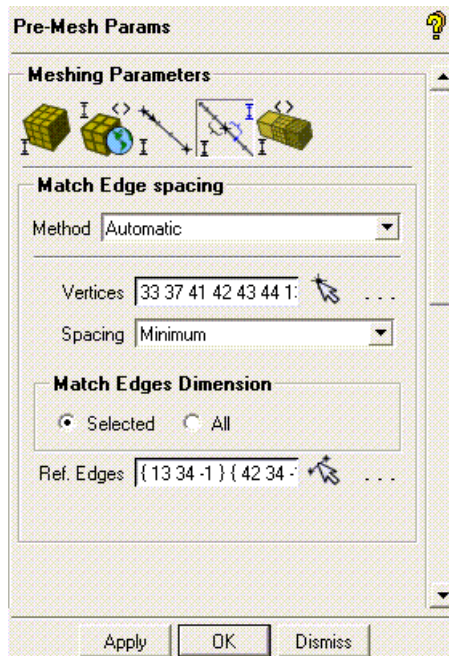 Pre-Mesh Params
Meshing Parameters
Match Edge spacing
Method Automatic
Vertices 33 37 41 42 43 44 1 . . .
Spacing Minimum
Match Edges Dimension
Selected All
Ref. Edges { 13 34 -1 } { 42 34 - . . .
Apply OK Dismiss